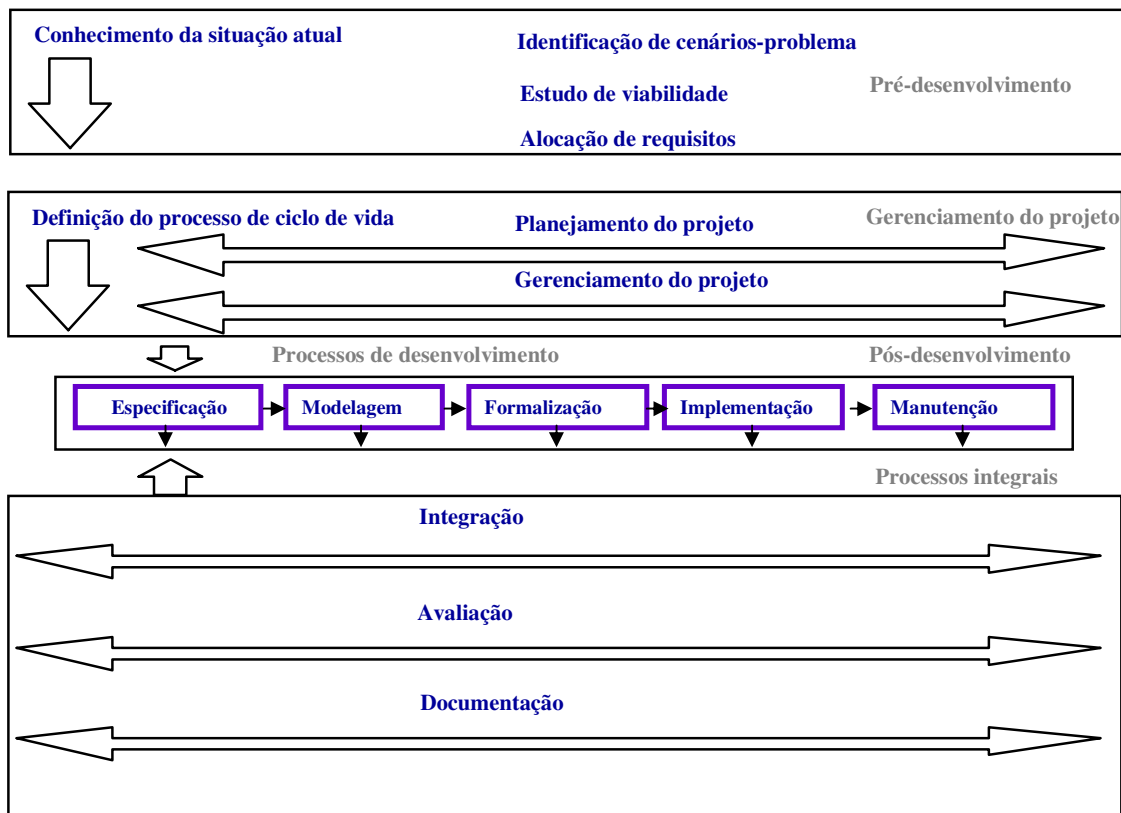 Conhecimento da situação atual
Identificação de cenários-problema
Estudo de viabilidade
Pré-desenvolvimento
Alocação de requisitos
Definição do processo de ciclo de vida
Planejamento do projeto
Gerenciamento do projeto
Gerenciamento do projeto
Processos de desenvolvimento
Pós-desenvolvimento
Especificação
Modelagem
Formalização
Implementação
Manutenção
Processos integrais
Integração
Avaliação
Documentação